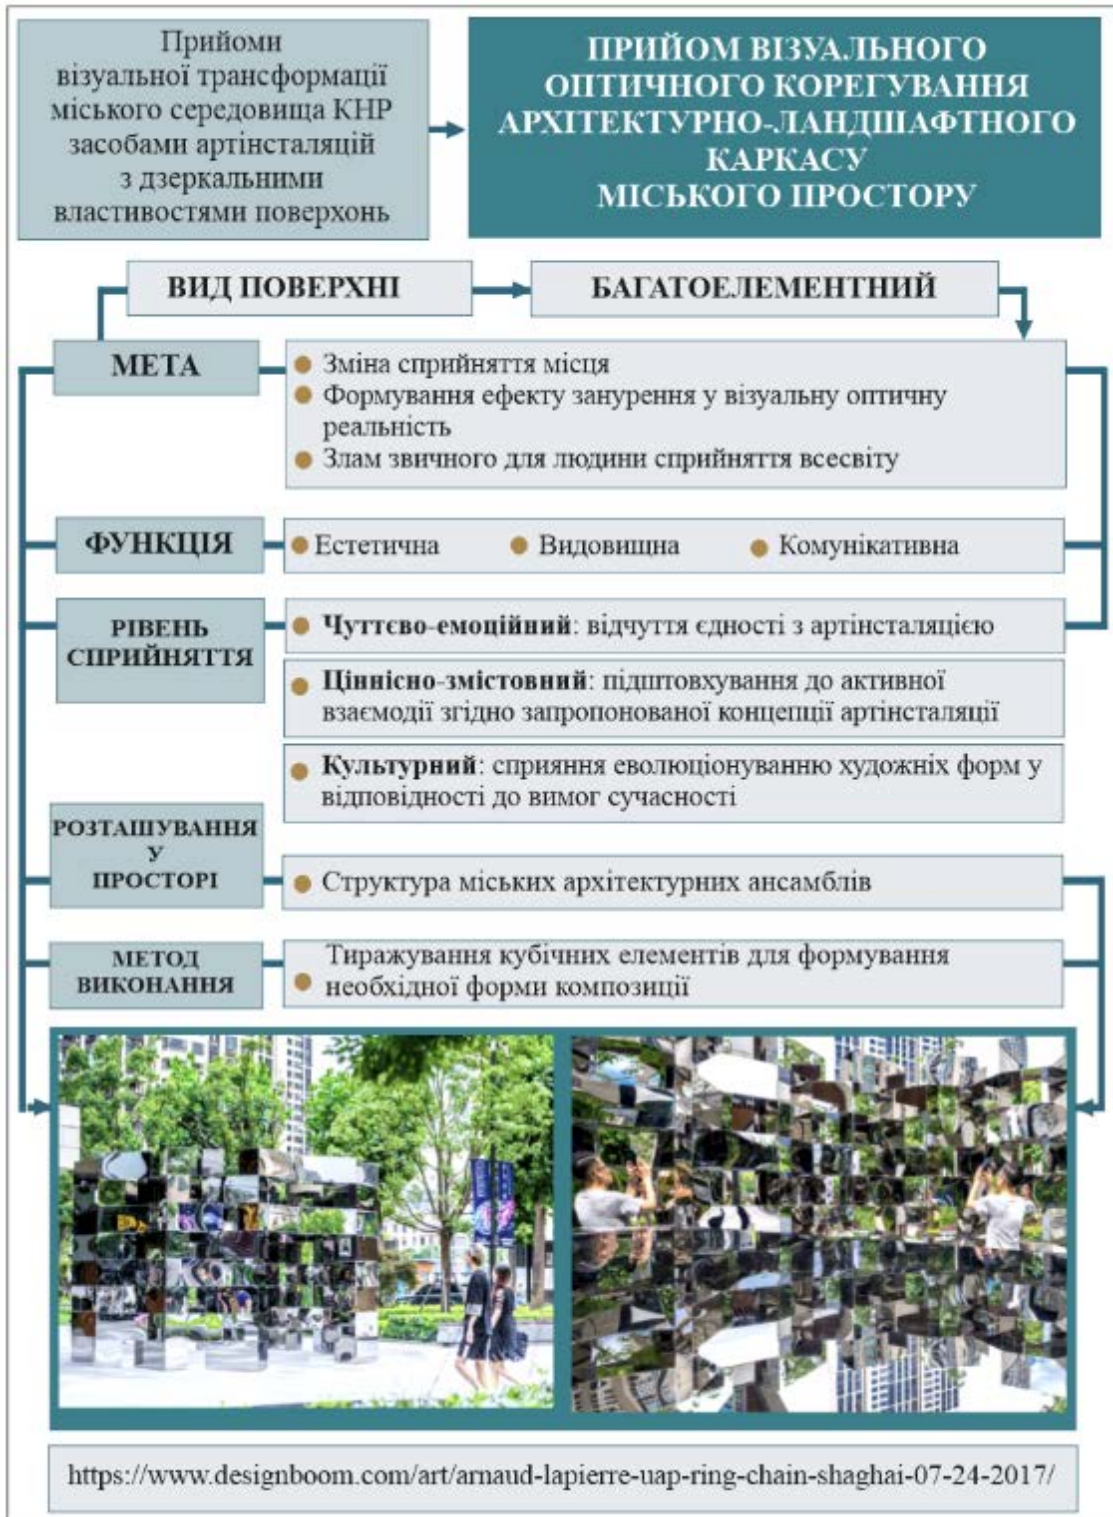 Прийоми
візуальної трансформації
міського середовища КНР
засобами артінсталяцій
з дзеркальними
властивостями поверхонь
ПРИЙОМ ВІЗУАЛЬНОГО
ОПТИЧНОГО КОРЕГУВАННЯ
АРХІТЕКТУРНО-ЛАНДШАФТНОГО
КАРКАСУ
МІСЬКОГО ПРОСТОРУ
ВИД ПОВЕРХНІ
БАГАТОЕЛЕМЕНТНИЙ
МЕТА
Зміна сприйняття місця
Формування ефекту занурення у візуальну оптичну
реальність
Злам звичного для людини сприйняття всесвіту
ФУНКЦІЯ
Естетична
Видовищна
Комунікативна
РІВЕНЬ
СПРИЙНЯТТЯ
Чуттєво-емоційний: відчуття єдності з артінсталяцією
Ціннісно-змістовний: підштовхування до активної
взаємодії згідно запропонованої концепції артінсталяції
Культурний: сприяння еволюціонуванню художніх форм у
відповідності до вимог сучасності
РОЗТАШУВАННЯ
У
ПРОСТОРІ
Структура міських архітектурних ансамблів
МЕТОД
ВИКОНАННЯ
Тиражування кубічних елементів для формування
необхідної форми композиції
https://www.designboom.com/art/arnaud-lapierre-uap-ring-chain-shaghai-07-24-2017/